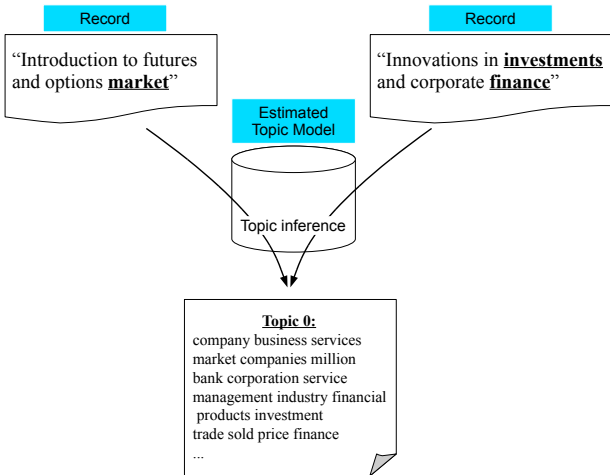 Record
Record
“Introduction to futures
and options market”
“Innovations in investments
and corporate finance”
Estimated
Topic Model
Topic inference
Topic 0:
company business services
market companies million
bank corporation service
management industry financial
products investment
trade sold price finance
...